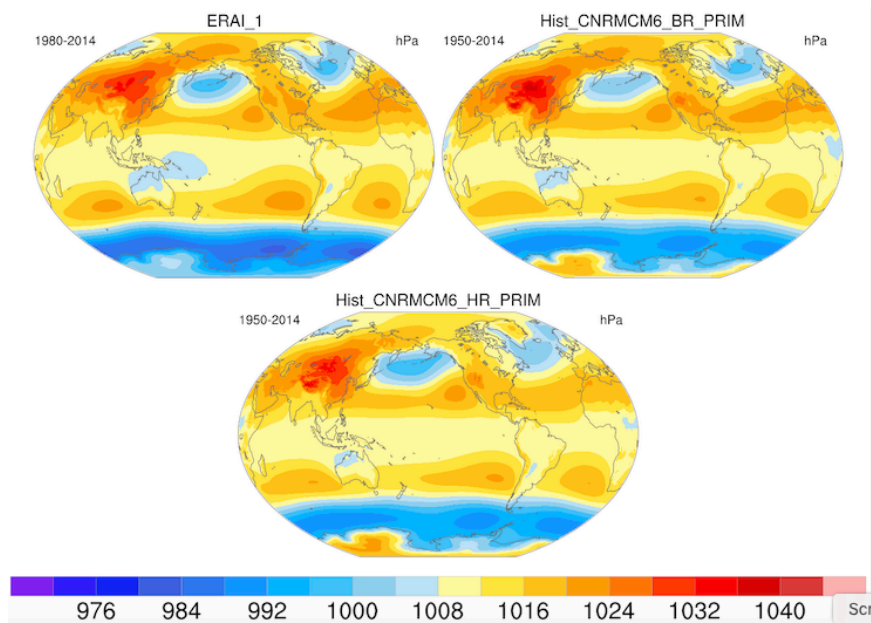 ERAI_1
1980-2014 hPa
Hist_CNRMCM6_BR_PRIM
1950-2014 hPa
Hist_CNRMCM6_HR_PRIM
1950-2014 hPa
976 984 992 1000 1008 1016 1024 1032 1040
Scr